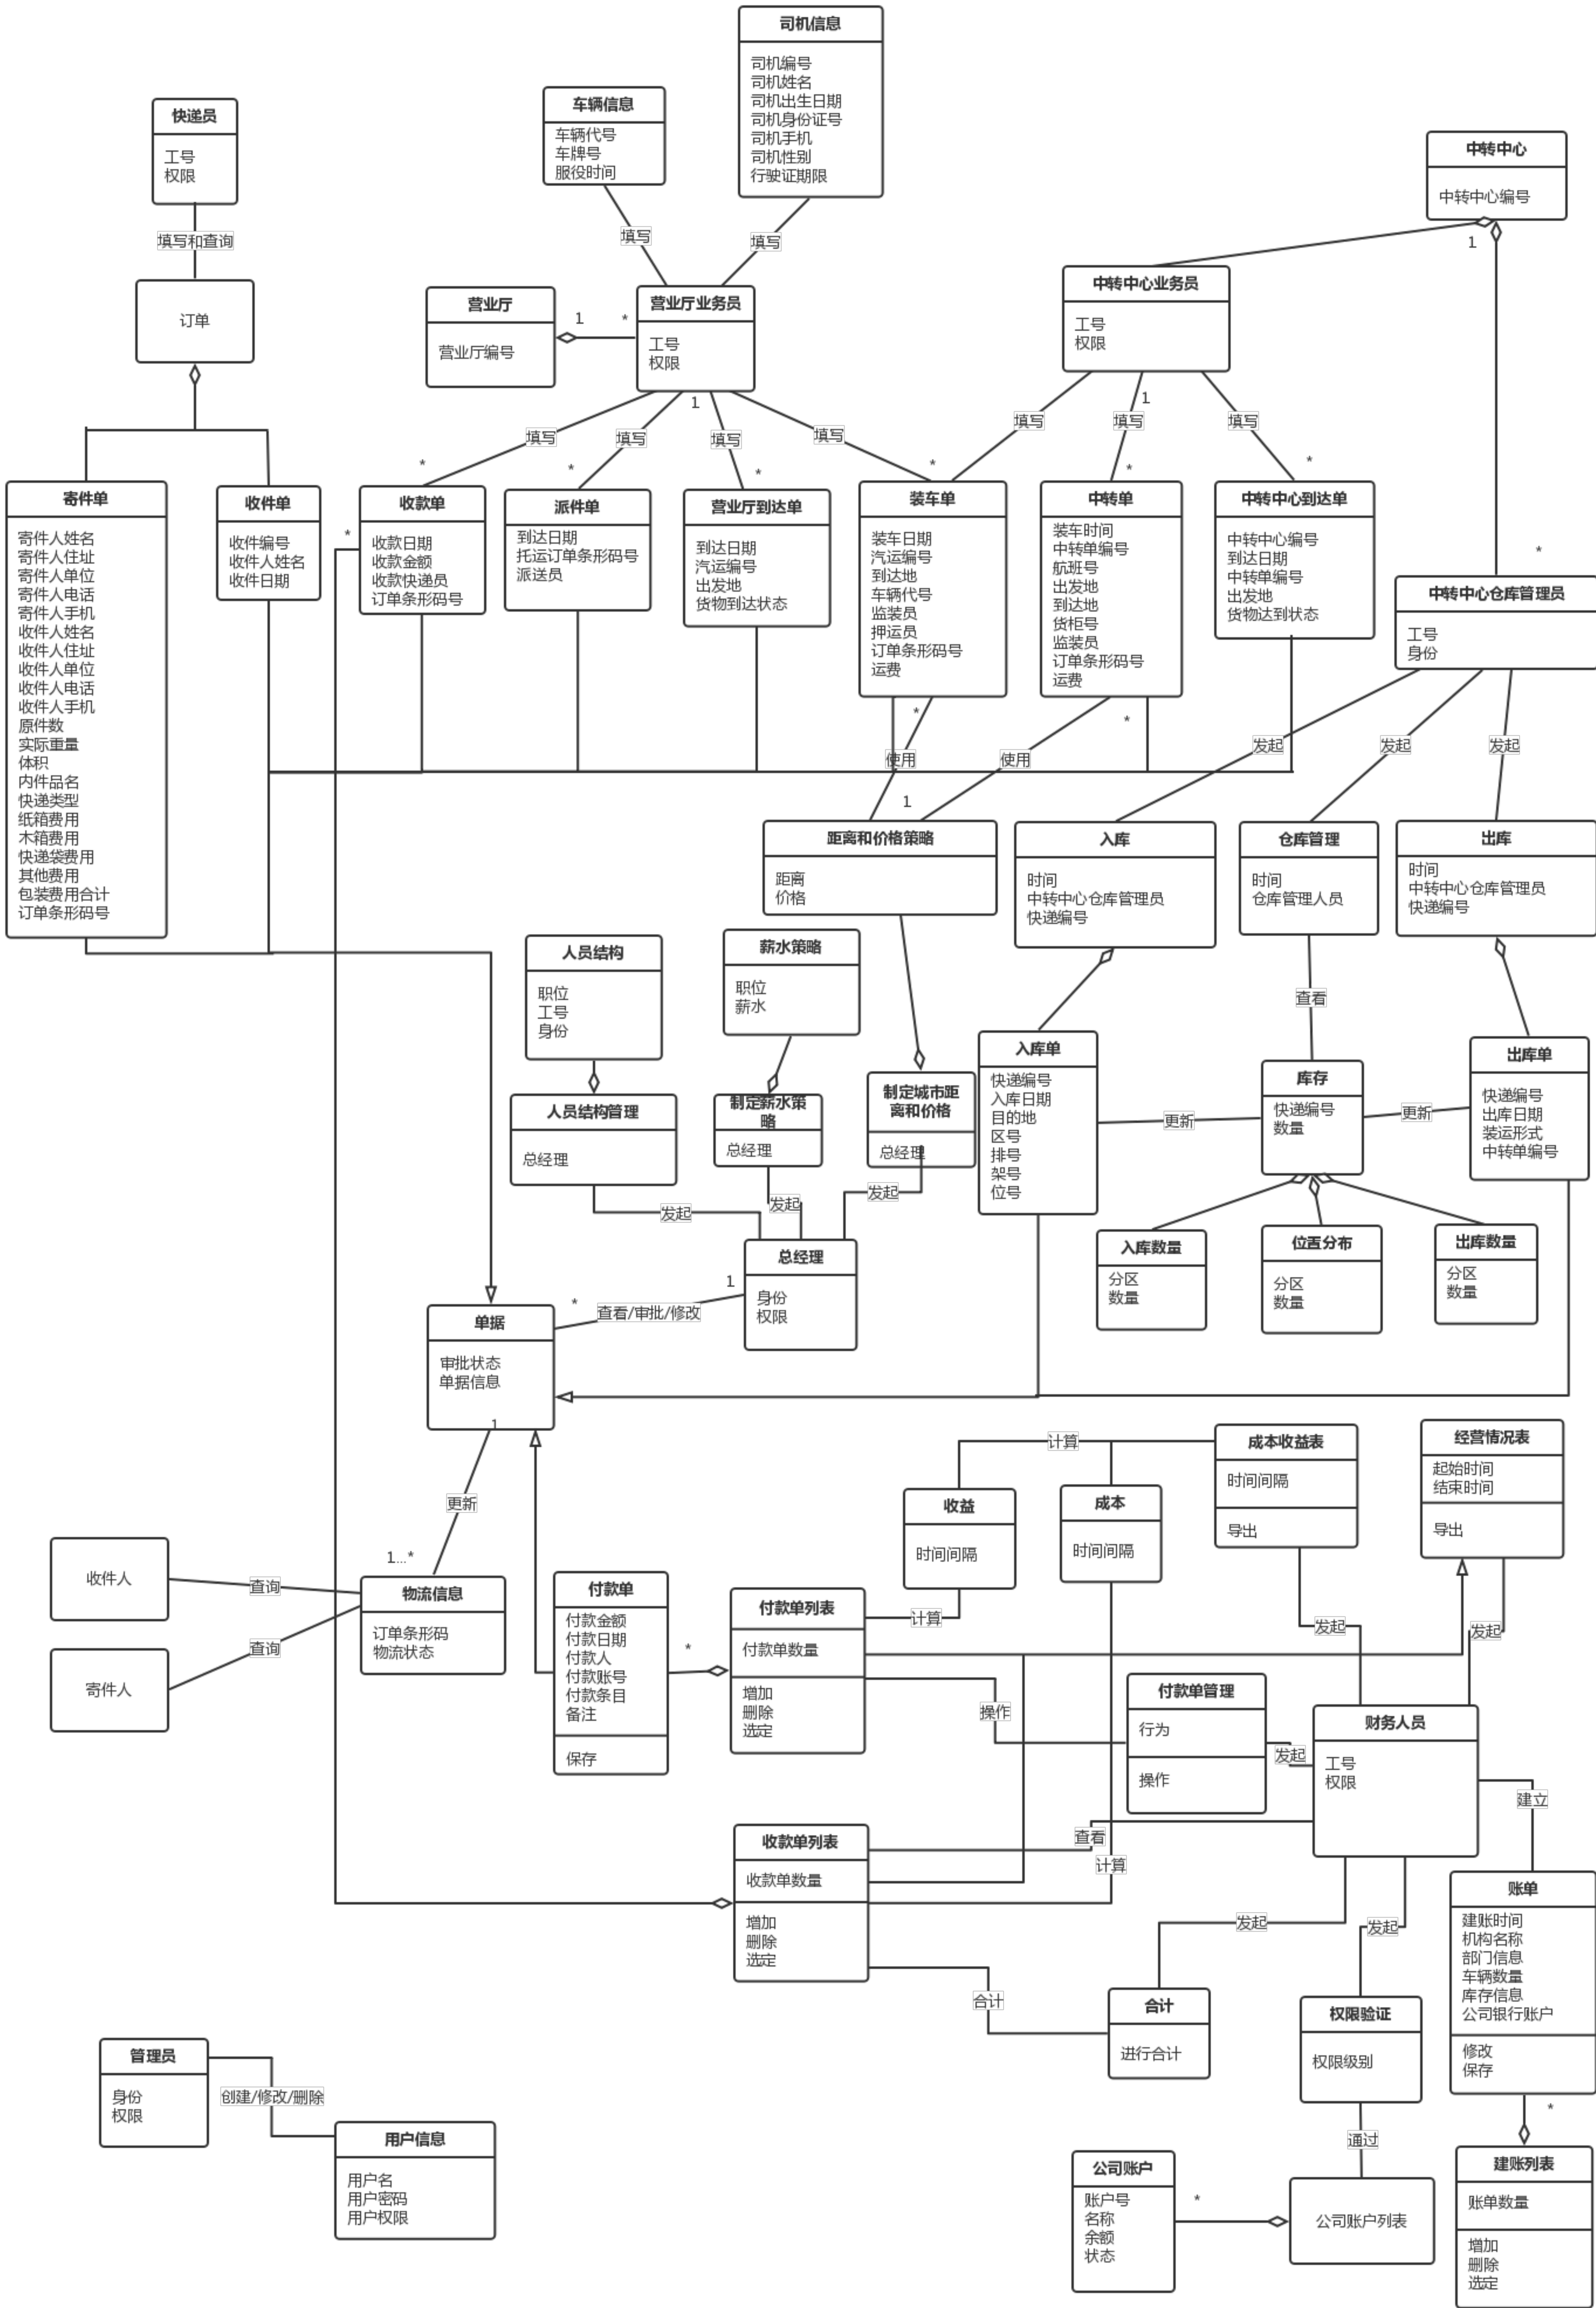 司机信息
司机编号
司机姓名
司机出生日期
司机身份证号
司机手机
司机性别
行驶证期限
车辆信息
车辆代号
车牌号
服役时间
快递员
工号
权限
填写和查询
订单
中转中心
中转中心编号
1
填写
填写
营业厅
营业厅编号
1
*
营业厅业务员
工号
权限
1
中转中心业务员
工号
权限
1
填写
填写
填写
填写
填写
填写
填写
*
*
*
*
*
*
*
寄件单
寄件人姓名
寄件人住址
寄件人单位
寄件人电话
寄件人手机
收件人姓名
收件人住址
收件人单位
收件人电话
收件人手机
原件数
实际重量
体积
内件品名
快递类型
纸箱费用
木箱费用
快递袋费用
其他费用
包装费用合计
订单条形码号
收件单
收件编号
收件人姓名
收件日期
*
收款单
收款日期
收款金额
收款快递员
订单条形码号
派件单
到达日期
托运订单条形码号
派送员
营业厅到达单
到达日期
汽运编号
出发地
货物到达状态
装车单
装车日期
汽运编号
到达地
车辆代号
监装员
押运员
订单条形码号
运费
中转单
装车时间
中转单编号
航班号
出发地
到达地
货柜号
监装员
订单条形码号
运费
中转中心到达单
中转中心编号
到达日期
中转单编号
出发地
货物达到状态
中转中心仓库管理员
工号
身份
*
*
使用
使用
发起
发起
发起
1
距离和价格策略
距离
价格
入库
时间
中转中心仓库管理员
快递编号
仓库管理
时间
仓库管理人员
出库
时间
中转中心仓库管理员
快递编号
人员结构
职位
工号
身份
薪水策略
职位
薪水
查看
人员结构管理
总经理
制定薪水策
略
总经理
制定城市距
离和价格
总经理
入库单
快递编号
入库日期
目的地
区号
排号
架号
位号
更新
库存
快递编号
数量
更新
出库单
快递编号
出库日期
装运形式
中转单编号
发起
发起
发起
入库数量
分区
数量
位置分布
分区
数量
出库数量
分区
数量
总经理
身份
权限
1
*
查看/审批/修改
单据
审批状态
单据信息
1
更新
1...*
收件人
查询
寄件人
查询
物流信息
订单条形码
物流状态
付款单
付款金额
付款日期
付款人
付款账号
付款条目
备注
保存
*
付款单列表
付款单数量
增加
删除
选定
计算
收益
时间间隔
成本
时间间隔
计算
成本收益表
时间间隔
导出
经营情况表
起始时间
结束时间
导出
发起
发起
操作
付款单管理
行为
操作
发起
财务人员
工号
权限
建立
收款单列表
收款单数量
增加
删除
选定
查看
计算
合计
发起
发起
合计
进行合计
权限验证
权限级别
通过
账单
建账时间
机构名称
部门信息
车辆数量
库存信息
公司银行账户
修改
保存
*
管理员
身份
权限
创建/修改/删除
用户信息
用户名
用户密码
用户权限
公司账户
账户号
名称
余额
状态
*
公司账户列表
建账列表
账单数量
增加
删除
选定